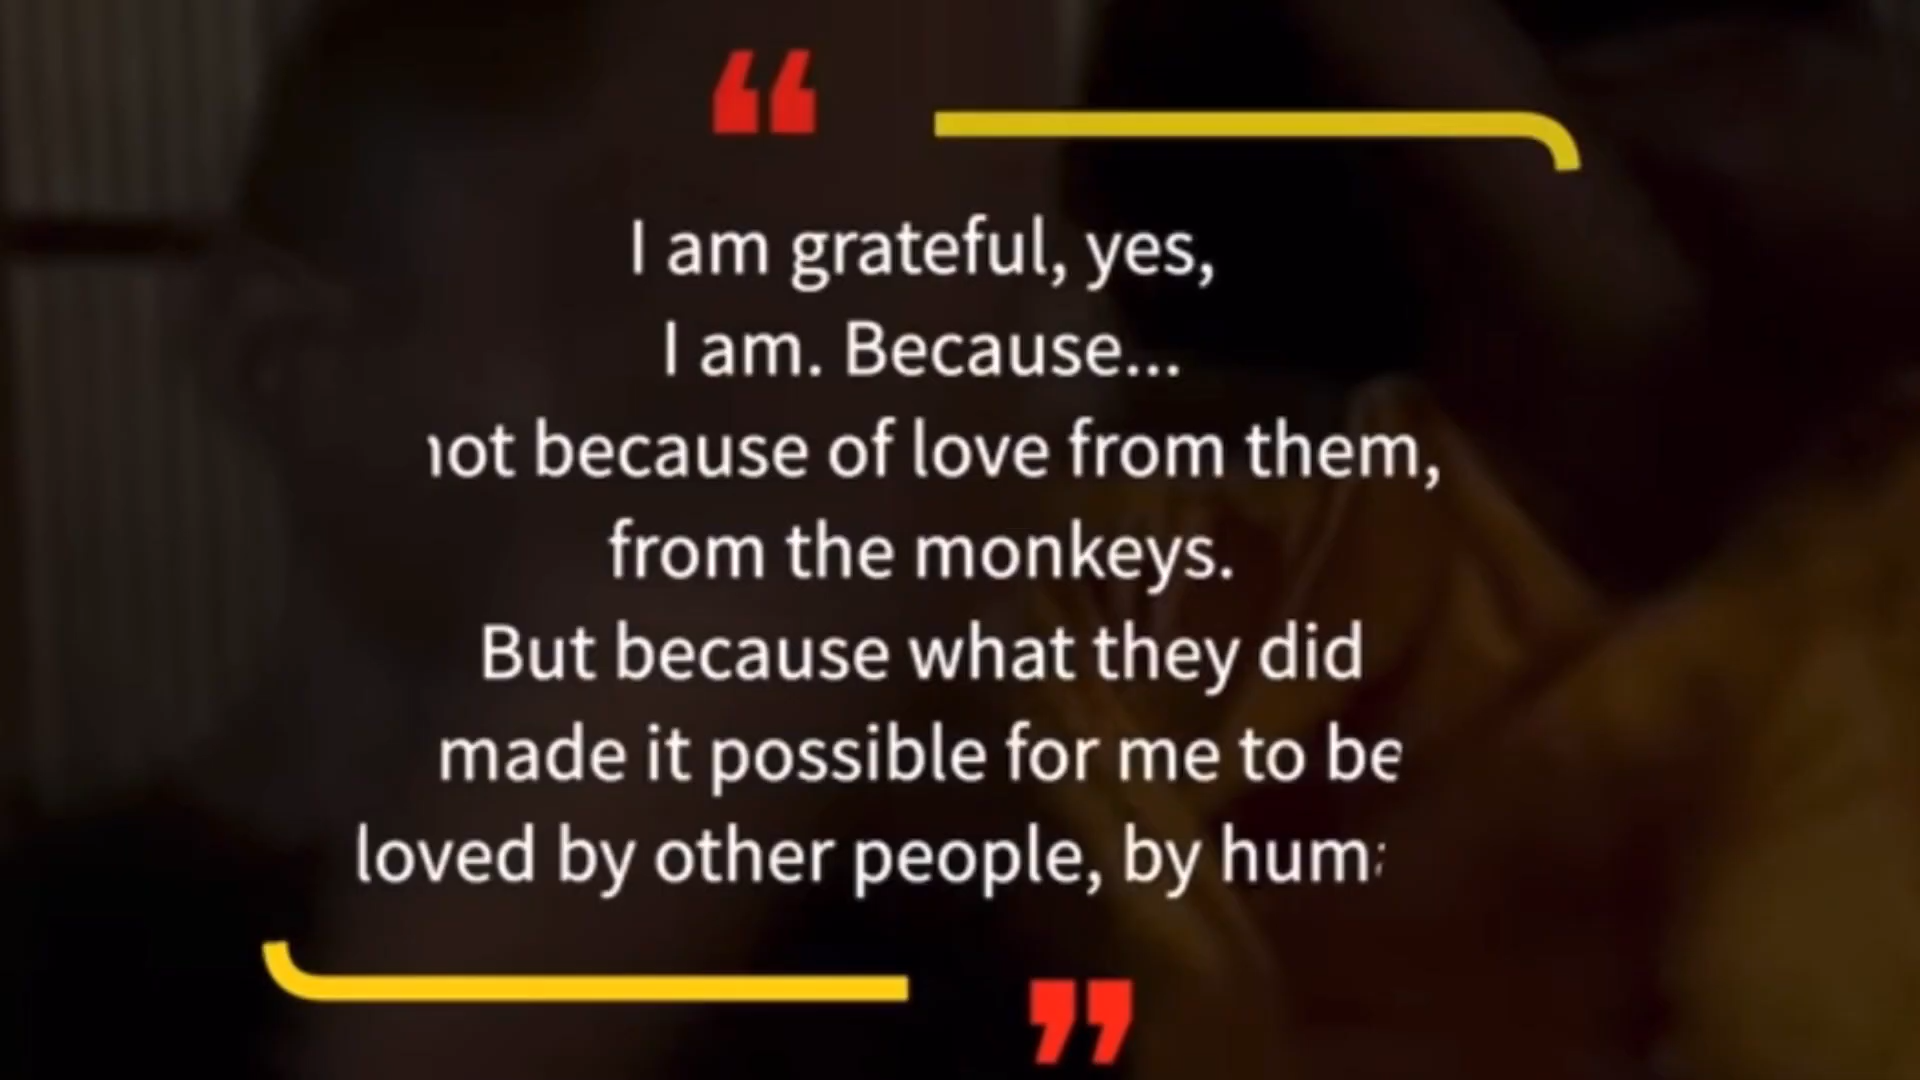 “
I am grateful, yes,
I am. Because...
not because of love from them,
from the monkeys.
But because what they did
made it possible for me to be
loved by other people, by hum
”